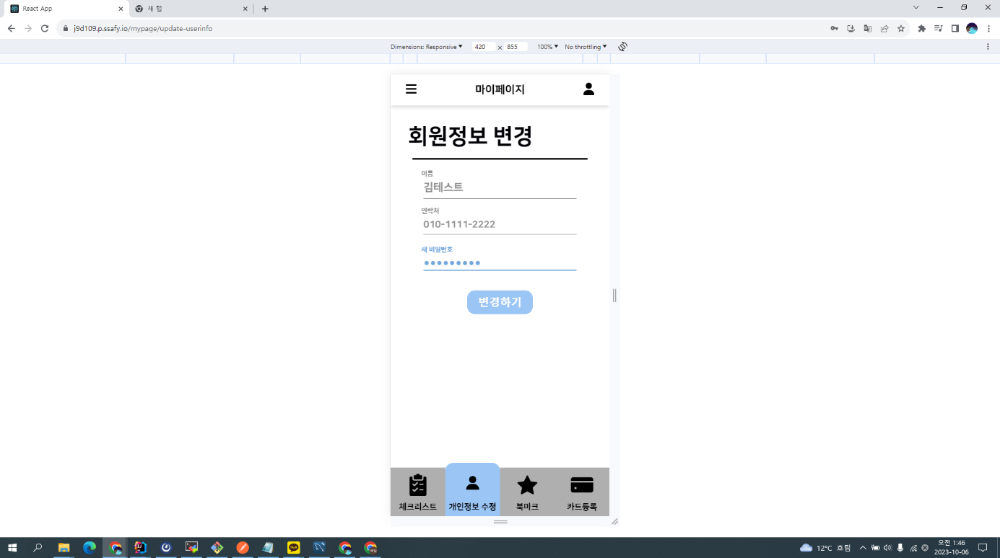 React App
새 탭
j9d109.p.ssafy.io/mypage/update-userinfo
Dimensions: Responsive 420 x 855 100% No throttling
마이페이지
회원정보 변경
이름
김테스트
연락처
010-1111-2222
새 비밀번호
변경하기
체크리스트 개인정보 수정 북마크 카드등록
TALK
12°C 흐림
오전 1:46
2023-10-06